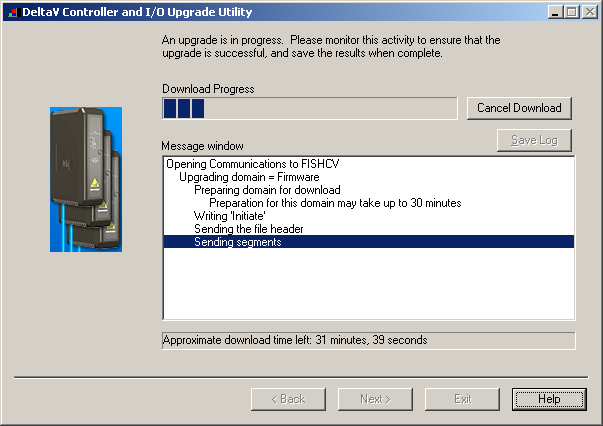 DeltaV Controller and I/O Upgrade Utility
An upgrade is in progress.  Please monitor this activity to ensure that the
upgrade is successful, and save the results when complete.
Download Progress
Cancel Download
Save Log
Message window
Opening Communications to FISHCV
Upgrading domain = Firmware
Preparing domain for download
Preparation for this domain may take up to 30 minutes
Writing 'Initiate'
Sending the file header
Sending segments
Approximate download time left: 31 minutes, 39 seconds
< Back
Next >
Exit
Help